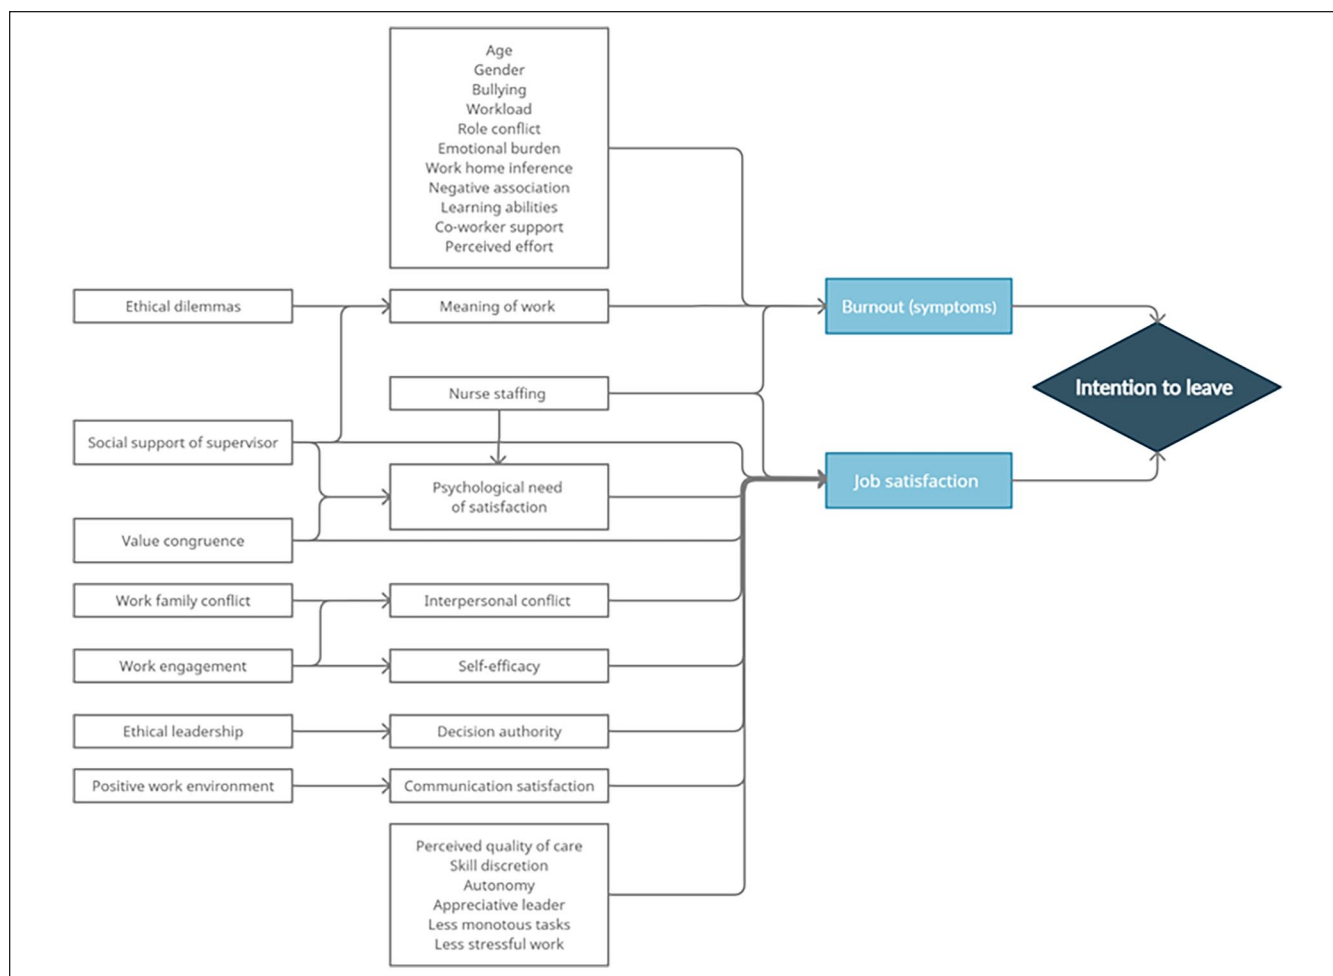 Age
Gender
Bullying
Workload
Role conflict
Emotional burden
Work home inference
Negative association
Learning abilities
Co-worker support
Perceived effort
Ethical dilemmas
Meaning of work
Burnout (symptoms)
Nurse staffing
Intention to leave
Social support of supervisor
Psychological need
of satisfaction
Job satisfaction
Value congruence
Work family conflict
Interpersonal conflict
Work engagement
Self-efficacy
Ethical leadership
Decision authority
Positive work environment
Communication satisfaction
Perceived quality of care
Skill discretion
Autonomy
Appreciative leader
Less monotous tasks
Less stressful work